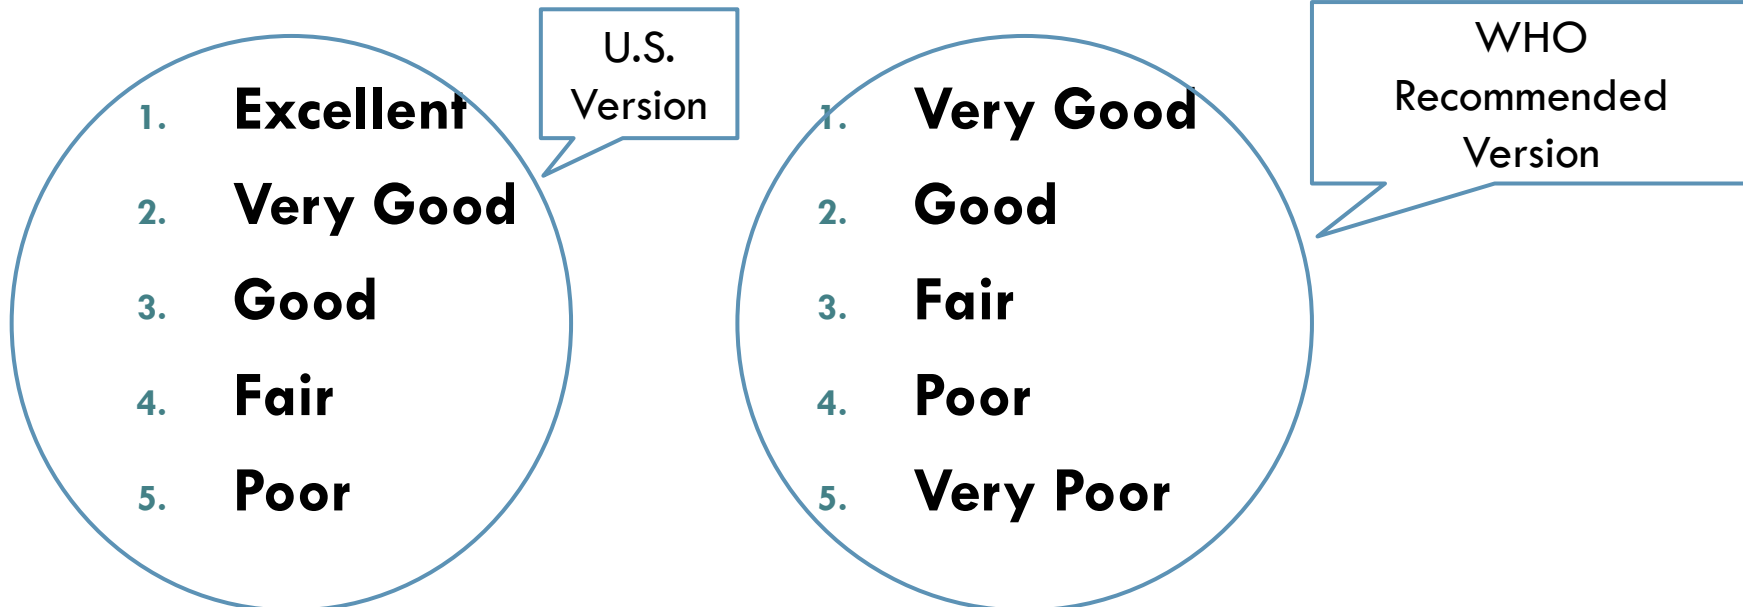 U.S.
Version
1. Excellent
2. Very Good
3. Good
4. Fair
5. Poor
WHO
Recommended
Version
1. Very Good
2. Good
3. Fair
4. Poor
5. Very Poor